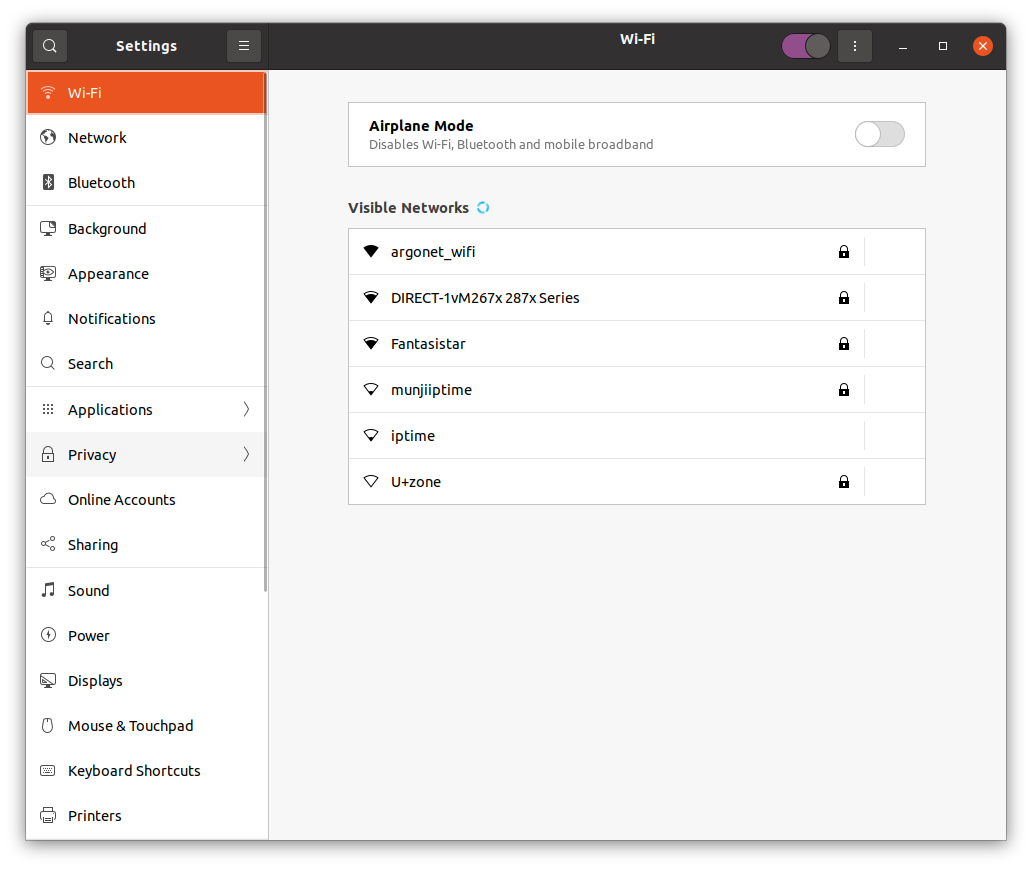 Settings
Wi-Fi
Wi-Fi
Network
Bluetooth
Background
Appearance
Notifications
Search
Applications
Privacy
Online Accounts
Sharing
Sound
Power
Displays
Mouse & Touchpad
Keyboard Shortcuts
Printers
Airplane Mode
Disables Wi-Fi, Bluetooth and mobile broadband
Visible Networks
argonet_wifi
DIRECT-1vM267x 287x Series
Fantasistar
munjiiptime
iptime
U+zone